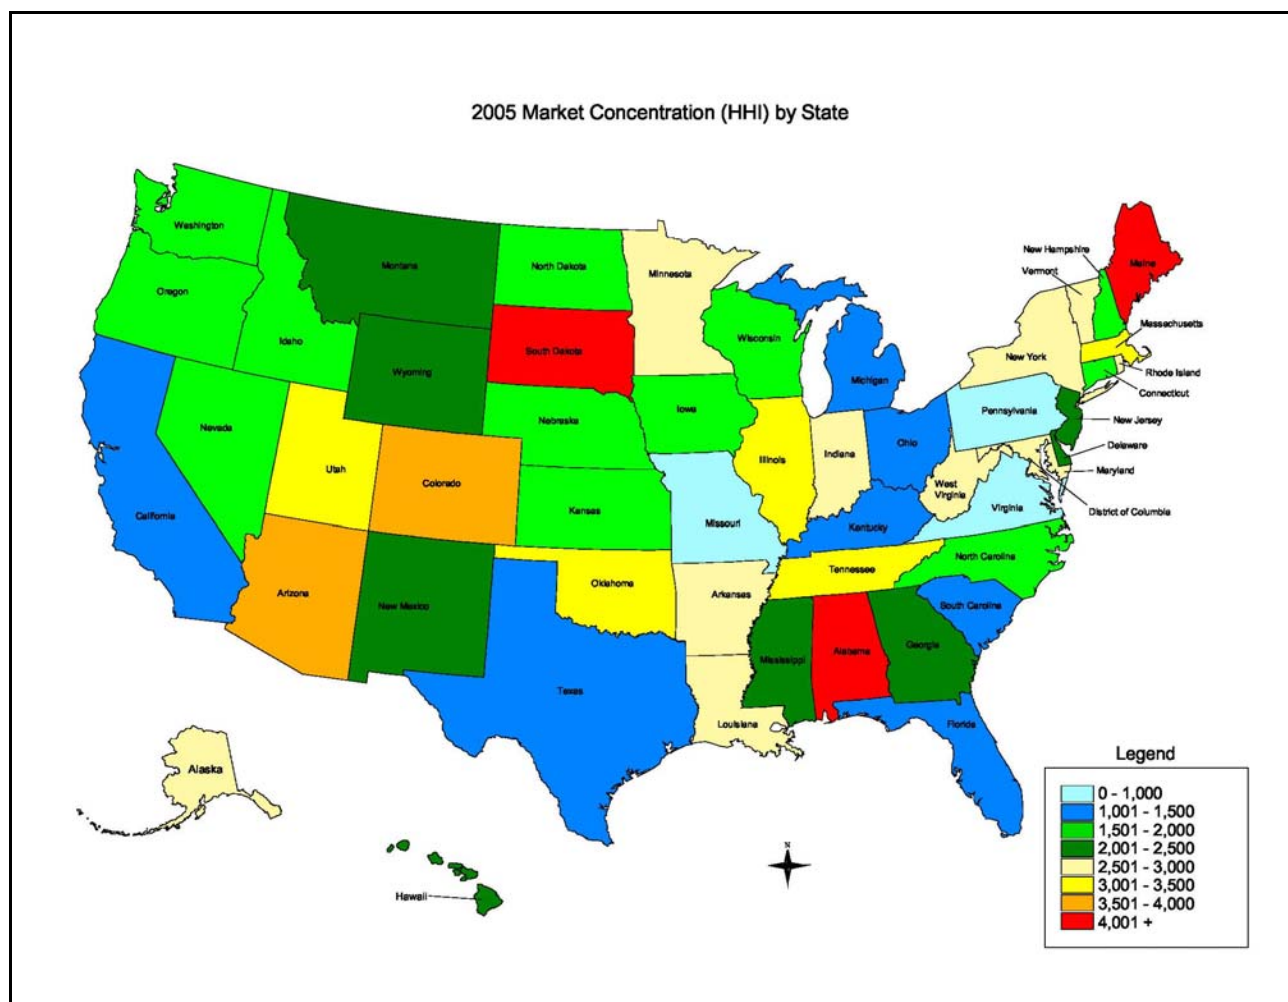 2005 Market Concentration (HHI) by State
Washington
Oregon
Idaho
Montana
Wyoming
North Dakota
South Dakota
Minnesota
Wisconsin
Michigan
New Hampshire
Vermont
Maine
Massachusetts
New York
Rhode Island
Connecticut
Pennsylvania
New Jersey
Delaware
Maryland
District of Columbia
California
Nevada
Utah
Colorado
Nebraska
Iowa
Illinois
Indiana
Ohio
West
Virginia
Virginia
Kansas
Missouri
Kentucky
North Carolina
Tennessee
South Carolina
Arizona
New Mexico
Oklahoma
Arkansas
Mississippi
Alabama
Georgia
Texas
Louisiana
Florida
Alaska
Hawaii
N
Legend
0 - 1,000
1,001 - 1,500
1,501 - 2,000
2,001 - 2,500
2,501 - 3,000
3,001 - 3,500
3,501 - 4,000
4,001 +